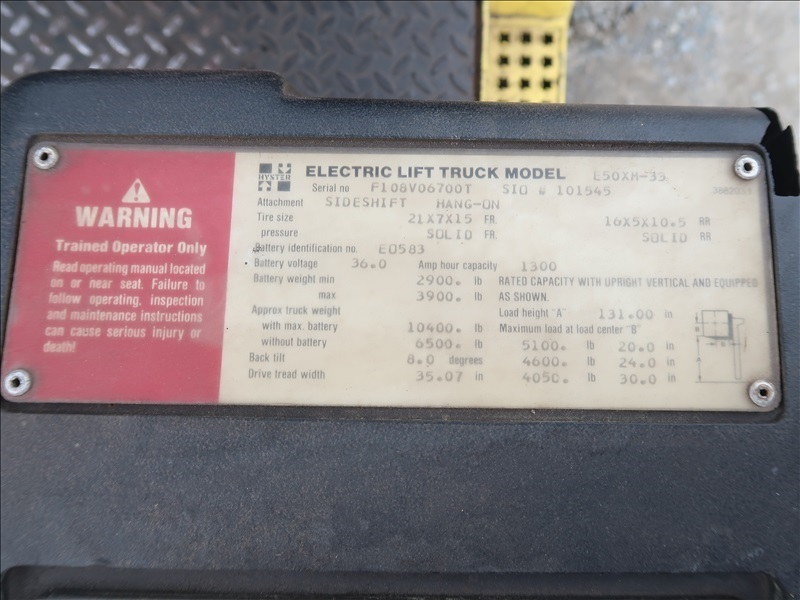 WARNING
Trained Operator Only
Read operating manual located
on or near seat. Failure to
follow operating, inspection
and maintenance instructions
can cause serious injury or
death!
HYSTER
ELECTRIC LIFT TRUCK MODEL E50XM-33
Serial no F108V06700T SIO # 101545
Attachment SIDESHIFT HANG-ON
Tire size 21X7X15 FR. 16X5X10.5 RR
pressure SOLID FR. SOLID RR
Battery identification no. E0583
Battery voltage 36.0 Amp hour capacity 1300
Battery weight min 2900. lb RATED CAPACITY WITH UPRIGHT VERTICAL AND EQUIPPED
max 3900. lb AS SHOWN.
Approx truck weight Load height "A" 131.00 in
with max. battery 10400. lb Maximum load at load center "B"
without battery 6500. lb 5100. lb 20.0 in
Back tilt 8.0 degrees 4600. lb 24.0 in
Drive tread width 35.07 in 4050. lb 30.0 in